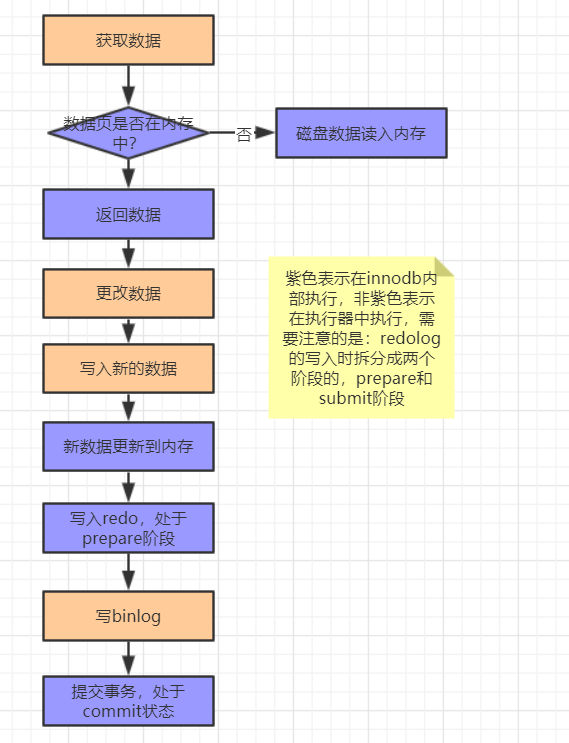 获取数据
数据页是否在内存
中？
否
磁盘数据读入内存
返回数据
更改数据
写入新的数据
新数据更新到内存
写入redo，处于
prepare阶段
写binlog
提交事务，处于
commit状态
紫色表示在innodb内
部执行，非紫色表示
在执行器中执行，需
要注意的是：redolog
的写入时拆分成两个
阶段的，prepare和
submit阶段